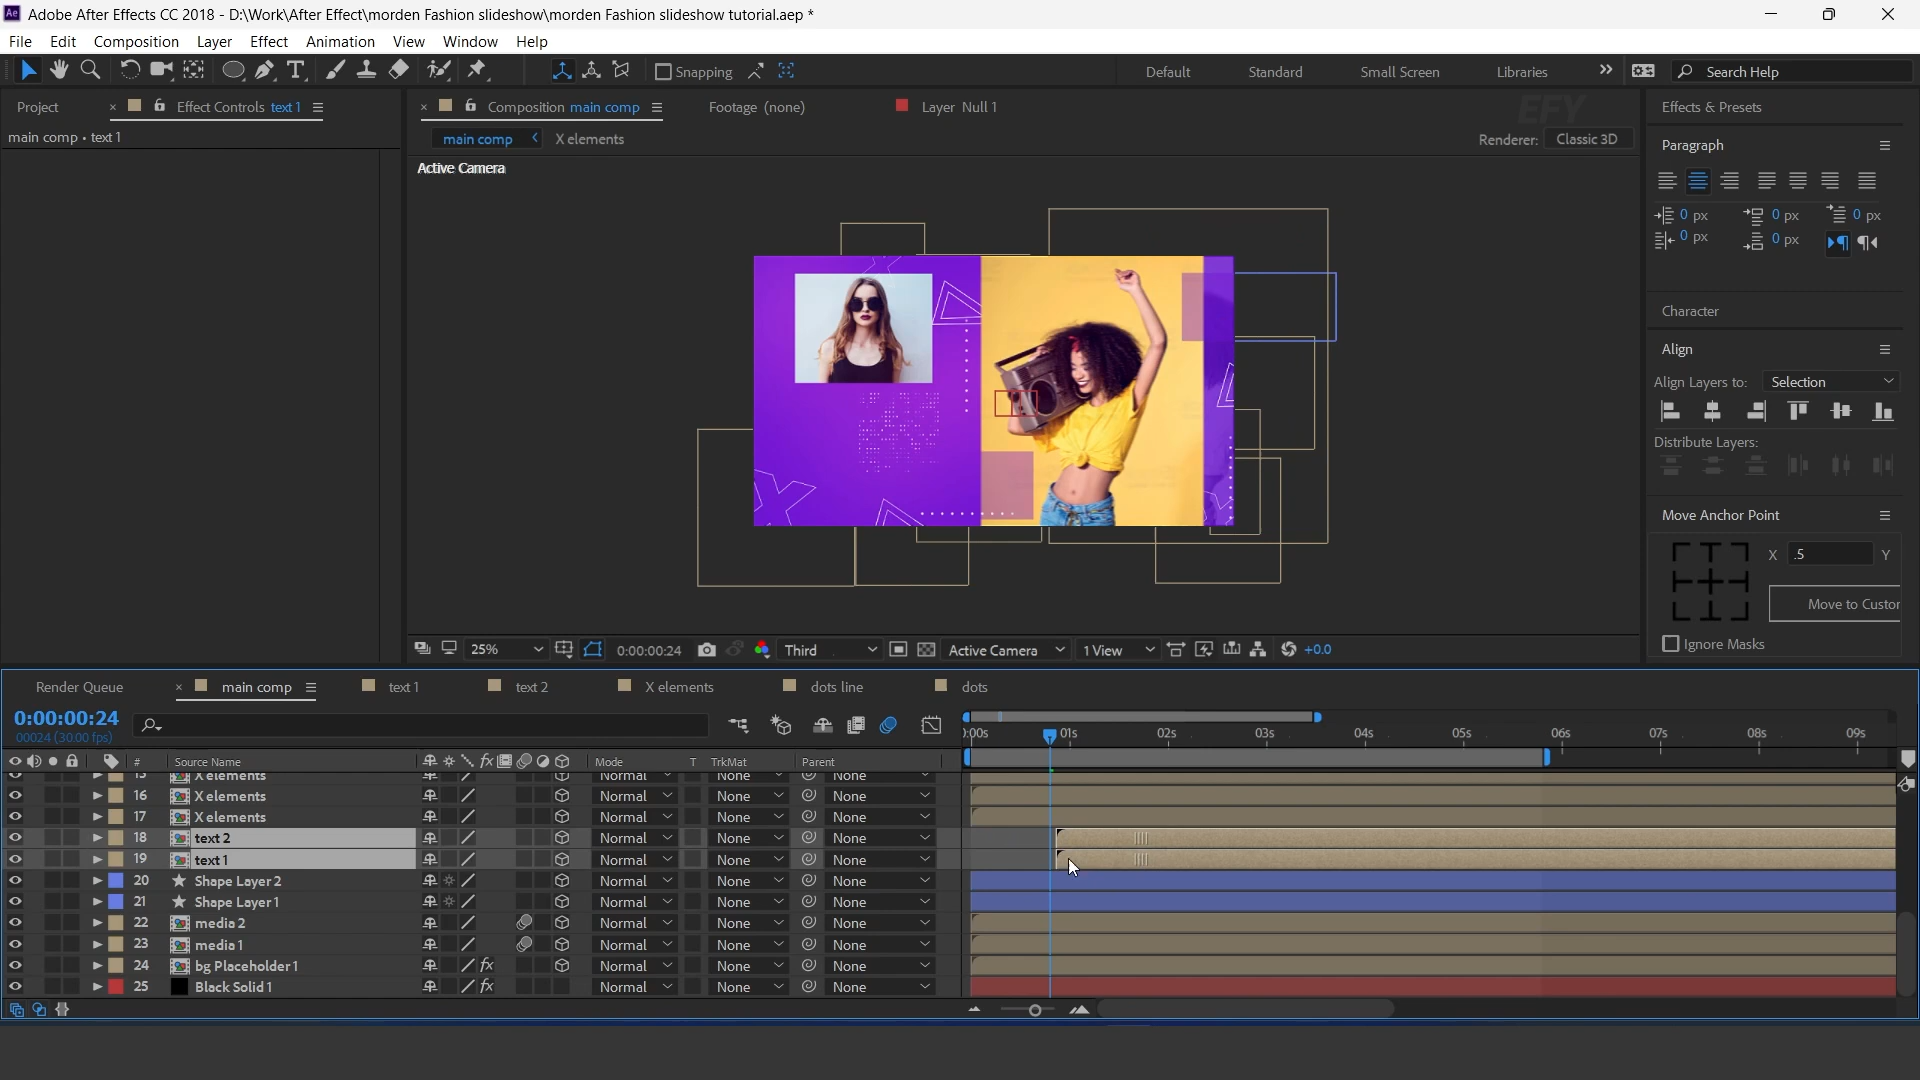 Adobe After Effects CC 2018 - D:\Work\After Effect\morden Fashion slideshow\morden Fashion slideshow tutorial.aep *
File Edit Composition Layer Effect Animation View Window Help
Snapping Default Standard Small Screen Libraries Search Help
Project Effect Controls text 1 Composition main comp Footage (none) Layer Null 1 EFY Effects & Presets
main comp • text 1 main comp X elements Renderer: Classic 3D Paragraph
Active Camera
0 px 0 px 0 px
0 px 0 px
Character
Align
Align Layers to: Selection
Distribute Layers:
Move Anchor Point
X .5 Y
Move to Custor
Ignore Masks
25% 0:00:00:24 Third Active Camera 1 View +0.0
Render Queue main comp text 1 text 2 X elements dots line dots
0:00:00:24
00024 (30.00 fps)
):00s 01s 02s 03s 04s 05s 06s 07s 08s 09s
# Source Name Mode T TrkMat Parent
15 X elements Normal None None
16 X elements Normal None None
17 X elements Normal None None
18 text 2 Normal None None
19 text 1 Normal None None
20 Shape Layer 2 Normal None None
21 Shape Layer 1 Normal None None
22 media 2 Normal None None
23 media 1 Normal None None
24 bg Placeholder 1 Normal None None
25 Black Solid 1 Normal None None